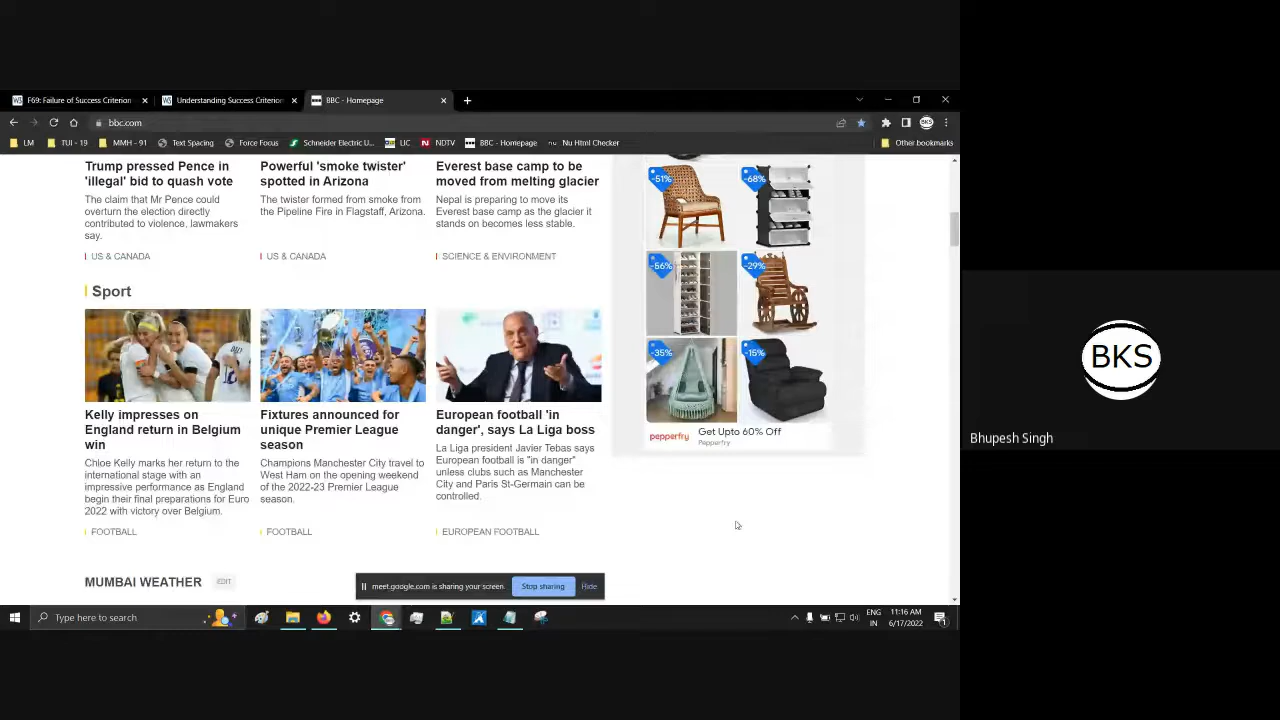 F69: Failure of Success Criterion
Understanding Success Criterion
BBC - Homepage
bbc.com
BKS
LM
TUI - 19
MMH - 91
Text Spacing
Force Focus
Schneider Electric U...
LIC
NDTV
BBC - Homepage
Nu Html Checker
Other bookmarks
Trump pressed Pence in
'illegal' bid to quash vote
The claim that Mr Pence could
overturn the election directly
contributed to violence, lawmakers
say.
US & CANADA
Powerful 'smoke twister'
spotted in Arizona
The twister formed from smoke from
the Pipeline Fire in Flagstaff, Arizona.
US & CANADA
Everest base camp to be
moved from melting glacier
Nepal is preparing to move its
Everest base camp as the glacier it
stands on becomes less stable.
SCIENCE & ENVIRONMENT
-51%
-68%
-56%
-29%
-35%
-15%
pepperfry
Get Upto 60% Off
Pepperfry
Sport
Kelly impresses on
England return in Belgium
win
Chloe Kelly marks her return to the
international stage with an
impressive performance as England
begin their final preparations for Euro
2022 with victory over Belgium.
FOOTBALL
Fixtures announced for
unique Premier League
season
Champions Manchester City travel to
West Ham on the opening weekend
of the 2022-23 Premier League
season.
FOOTBALL
European football 'in
danger', says La Liga boss
La Liga president Javier Tebas says
European football is "in danger"
unless clubs such as Manchester
City and Paris St-Germain can be
controlled.
EUROPEAN FOOTBALL
MUMBAI WEATHER
EDIT
meet.google.com is sharing your screen.
Stop sharing
Hide
Type here to search
ENG
IN
11:16 AM
6/17/2022
BKS
Bhupesh Singh